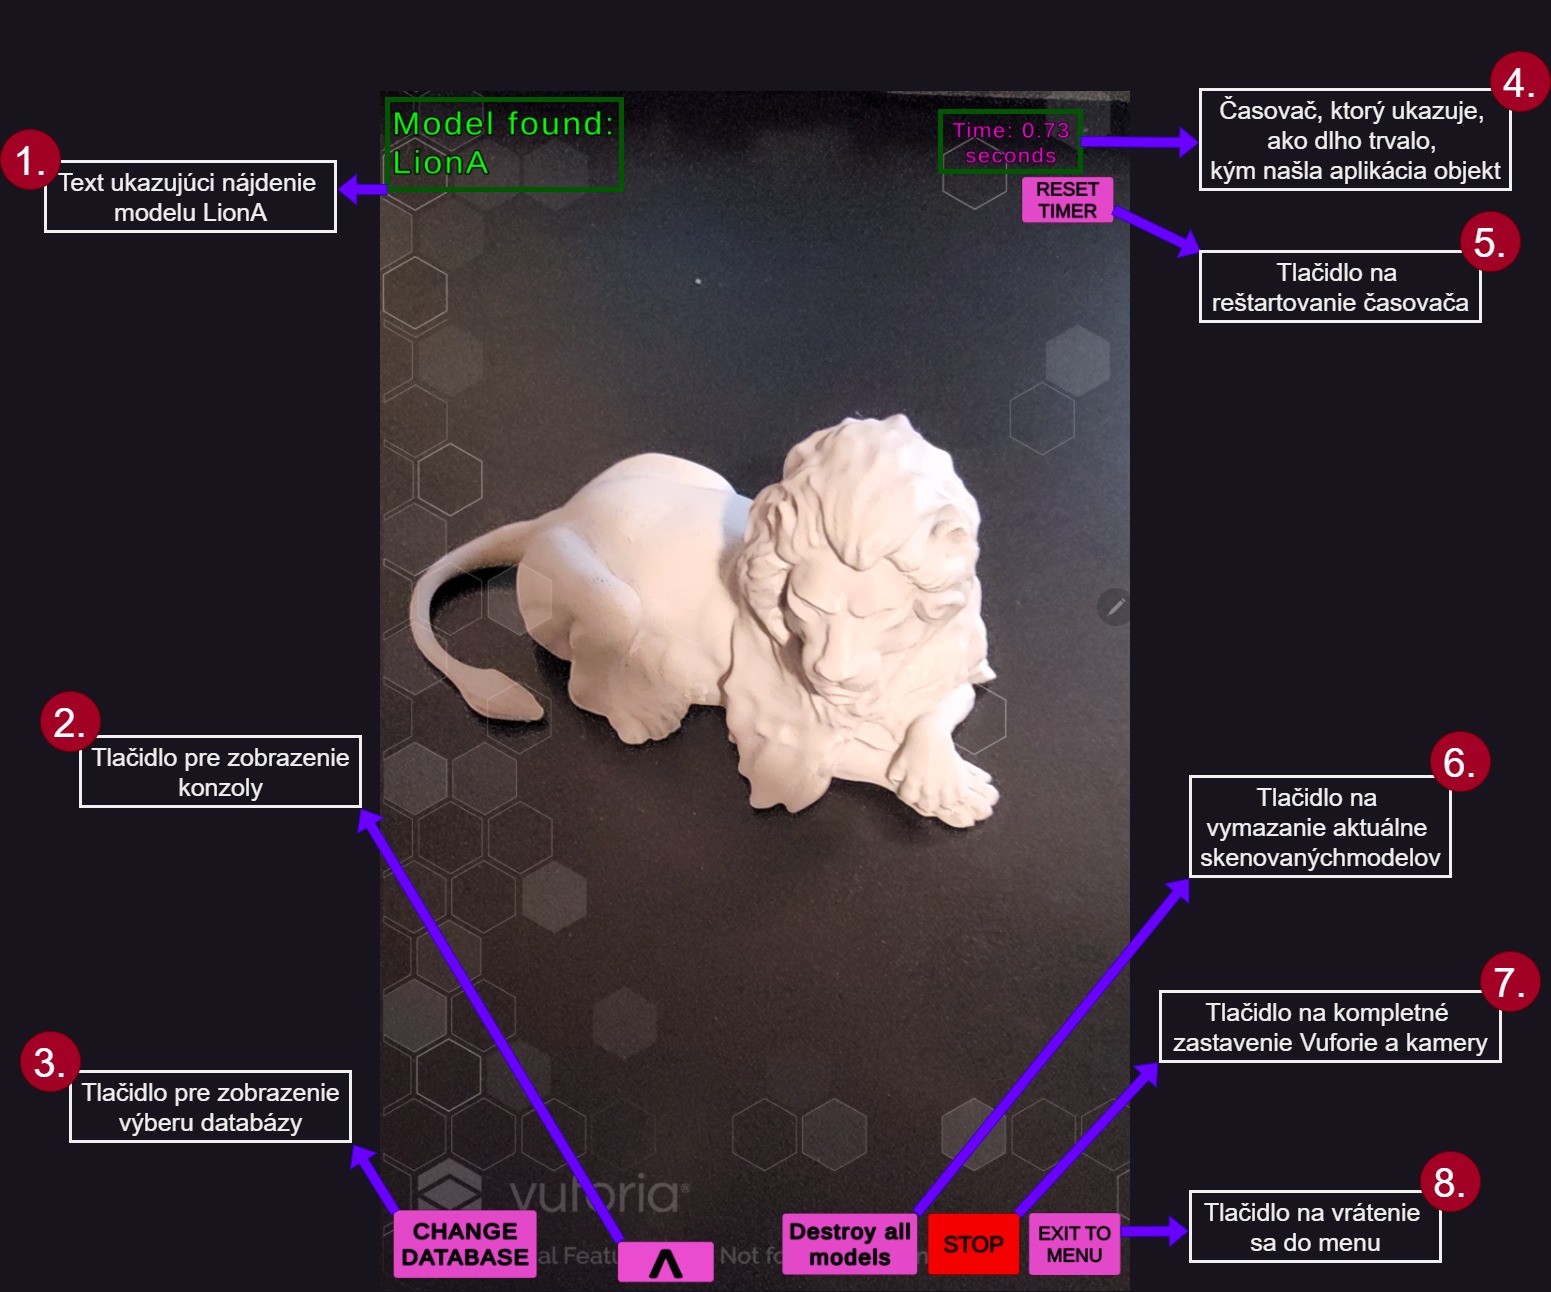 1.
Text ukazujúci nájdenie
modelu LionA
Model found:
LionA
Time: 0.73
seconds
RESET
TIMER
4.
Časovač, ktorý ukazuje,
ako dlho trvalo,
kým našla aplikácia objekt
5.
Tlačidlo na
reštartovanie časovača
2.
Tlačidlo pre zobrazenie
konzoly
3.
Tlačidlo pre zobrazenie
výberu databázy
6.
Tlačidlo na
vymazanie aktuálne
skenovanýchmodelov
7.
Tlačidlo na kompletné
zastavenie Vuforie a kamery
8.
Tlačidlo na vrátenie
sa do menu
vuforia®
CHANGE
DATABASE
al Featu
Not fo
Destroy all
models
STOP
EXIT TO
MENU